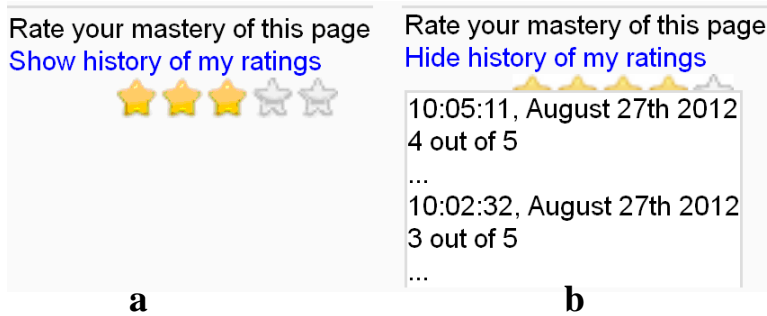 Rate your mastery of this page
Show history of my ratings
a
Rate your mastery of this page
Hide history of my ratings
10:05:11, August 27th 2012
4 out of 5
...
10:02:32, August 27th 2012
3 out of 5
...
b